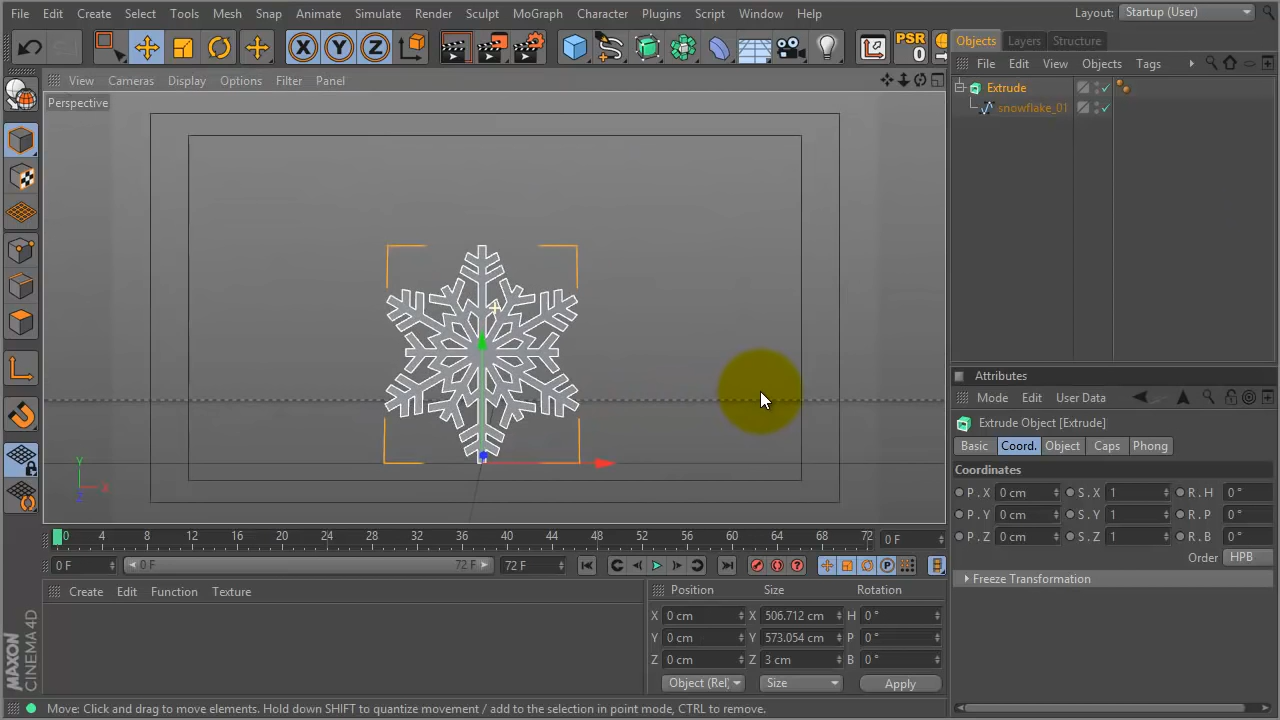 File Edit Create Select Tools Mesh Snap Animate Simulate Render Sculpt MoGraph Character Plugins Script Window Help Layout: Startup (User)
X Y Z PSR 0
Objects Layers Structure
View Cameras Display Options Filter Panel
File Edit View Objects Tags
Perspective
Extrude
snowflake_01
Attributes
Mode Edit User Data
Extrude Object [Extrude]
Basic Coord. Object Caps Phong
Coordinates
P . X 0 cm S . X 1 R . H 0 °
P . Y 0 cm S . Y 1 R . P 0 °
P . Z 0 cm S . Z 1 R . B 0 °
Order HPB
Freeze Transformation
Y
X
Z
0 4 8 12 16 20 24 28 32 36 40 44 48 52 56 60 64 68 72 0 F
0 F 0 F 72 F 72 F
Create Edit Function Texture
Position Size Rotation
X 0 cm X 506.712 cm H 0 °
Y 0 cm Y 573.054 cm P 0 °
Z 0 cm Z 3 cm B 0 °
Object (Rel) Size Apply
MAXON
CINEMA 4D
Move: Click and drag to move elements. Hold down SHIFT to quantize movement / add to the selection in point mode, CTRL to remove.